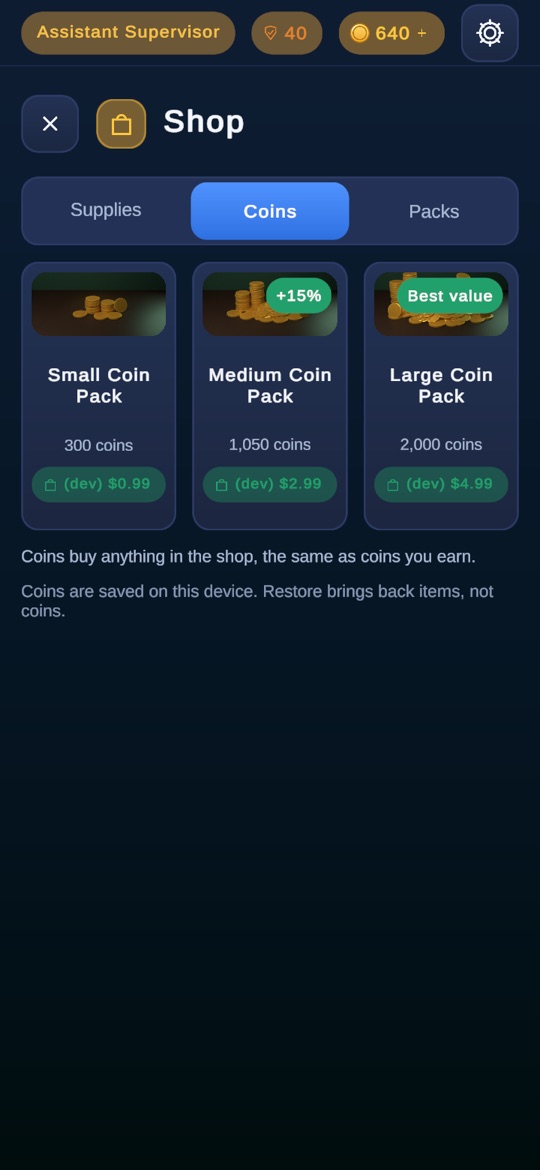 Assistant Supervisor 40 640 +
Shop
Supplies Coins Packs
+15% Best value
Small Coin Pack
300 coins
(dev) $0.99
Medium Coin Pack
1,050 coins
(dev) $2.99
Large Coin Pack
2,000 coins
(dev) $4.99
Coins buy anything in the shop, the same as coins you earn.
Coins are saved on this device. Restore brings back items, not
coins.